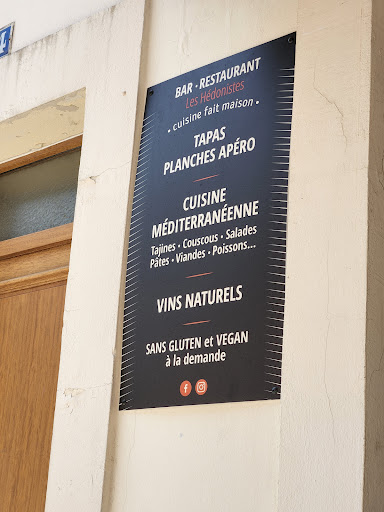 4
BAR • RESTAURANT
Les Hédonistes
• cuisine fait maison •
TAPAS
PLANCHES APÉRO
CUISINE
MÉDITERRANÉENNE
Tajines • Couscous • Salades
Pâtes • Viandes • Poissons...
VINS NATURELS
SANS GLUTEN et VEGAN
à la demande